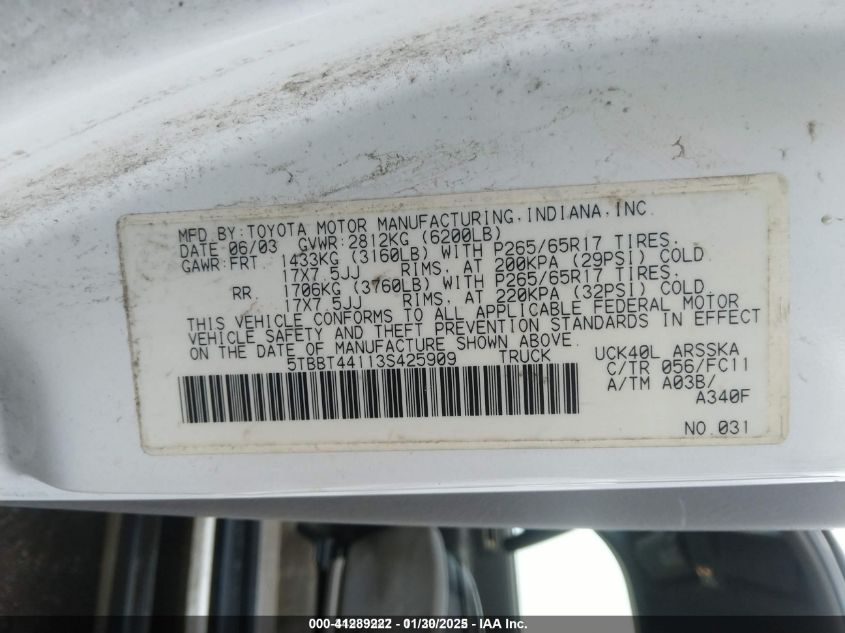 MFD.BY:TOYOTA MOTOR MANUFACTURING,INDIANA,INC.
DATE 06/03 GVWR:2812KG (6200LB)
GAWR:FRT 1433KG (3160LB) WITH P265/65R17 TIRES.
17X7.5JJ RIMS. AT 200KPA (29PSI) COLD.
RR 1706KG (3760LB) WITH P265/65R17 TIRES.
17X7.5JJ RIMS. AT 220KPA (32PSI) COLD.
THIS VEHICLE CONFORMS TO ALL APPLICABLE FEDERAL MOTOR
VEHICLE SAFETY AND THEFT PREVENTION STANDARDS IN EFFECT
ON THE DATE OF MANUFACTURE SHOWN ABOVE.
5TBBT44113S425909 TRUCK UCK40L ARSSKA
C/TR 056/FC11
A/TM A03B/
A340F
NO.031
000-41289222 - 01/30/2025 - IAA Inc.